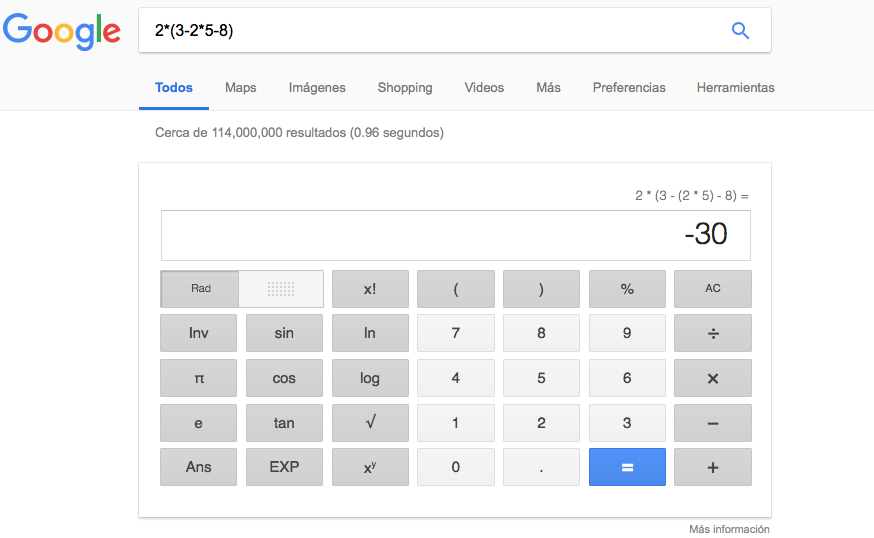 Google
2*(3-2*5-8)
Todos Maps Imágenes Shopping Videos Más Preferencias Herramientas
Cerca de 114,000,000 resultados (0.96 segundos)
2 * (3 - (2 * 5) - 8) =
-30
Rad x! ( ) % AC
Inv sin ln 7 8 9 ÷
π cos log 4 5 6 ×
e tan √ 1 2 3 −
Ans EXP xʸ 0 . = +
Más información